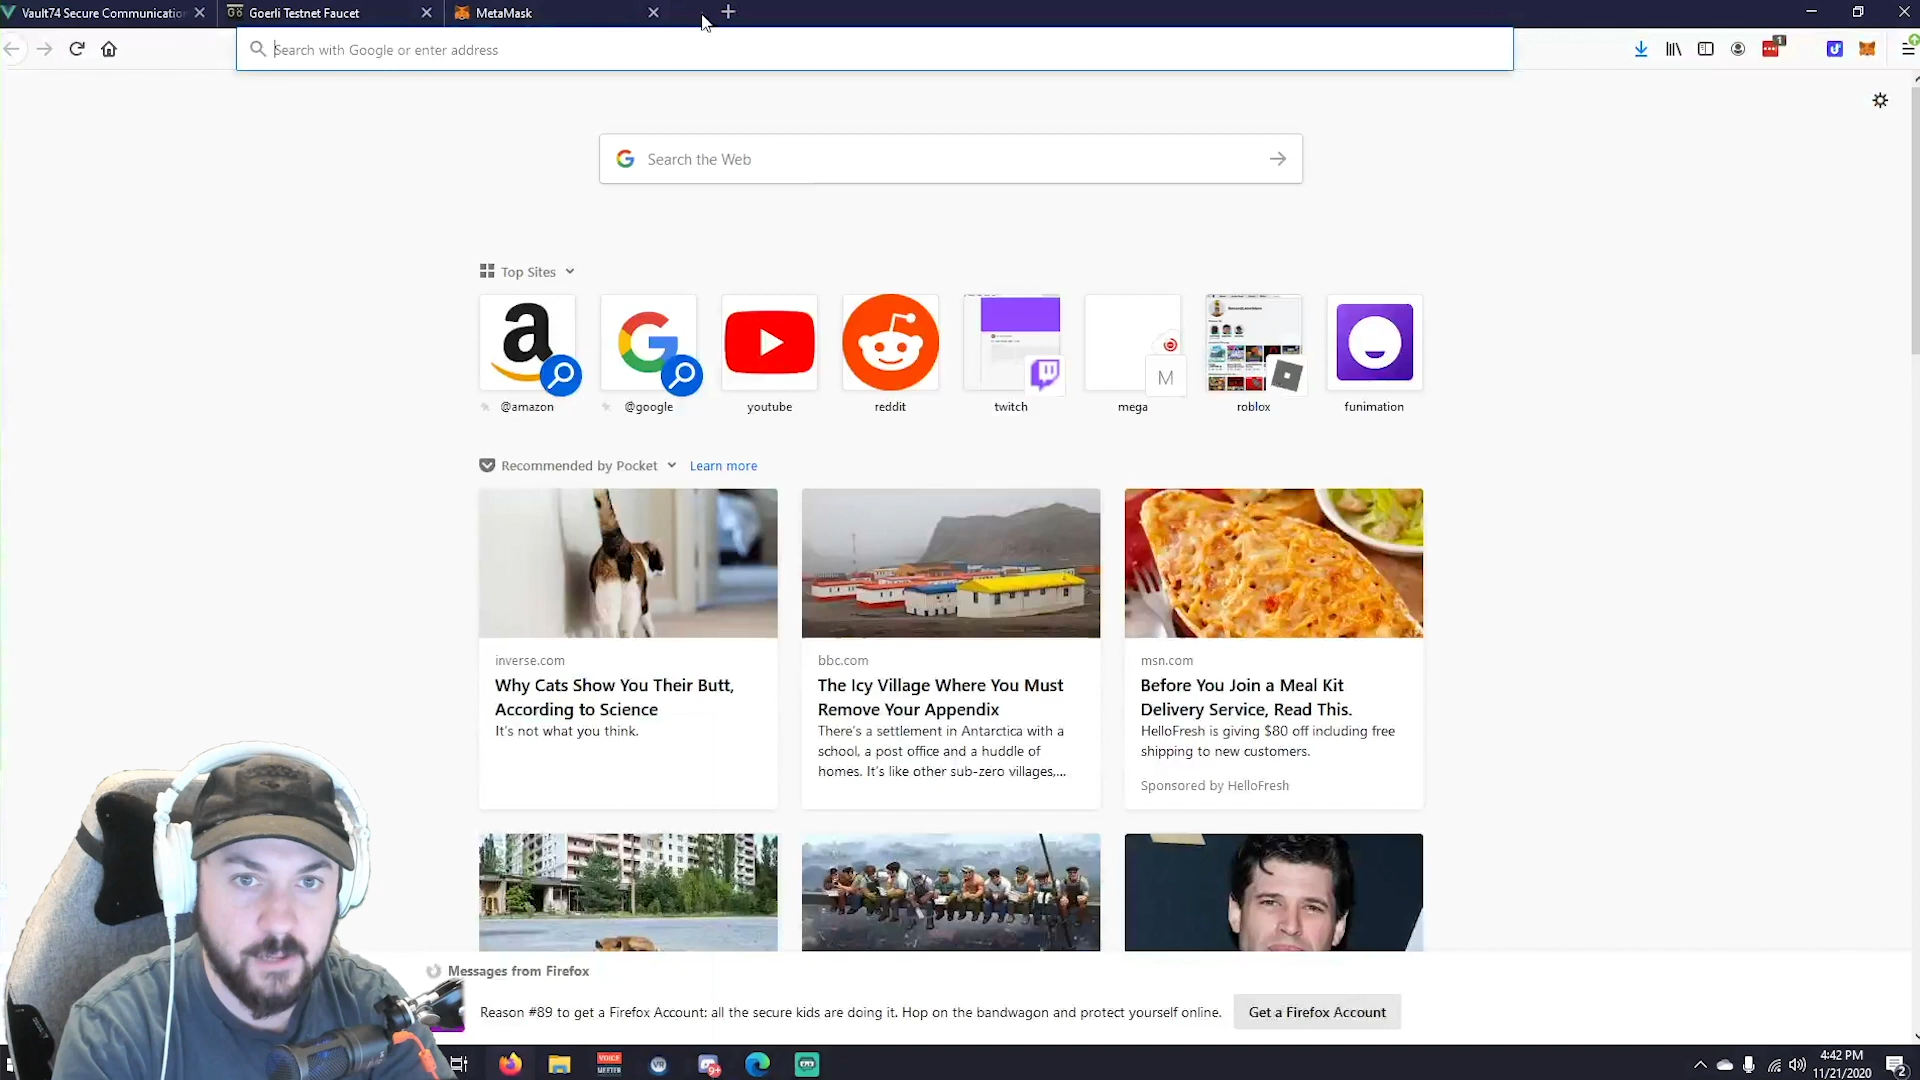 Vault74 Secure Communication
Goerli Testnet Faucet
MetaMask
Search with Google or enter address
1
Search the Web
Top Sites
@amazon
@google
youtube
reddit
twitch
M
mega
roblox
funimation
Recommended by Pocket
Learn more
inverse.com
Why Cats Show You Their Butt,
According to Science
It's not what you think.
bbc.com
The Icy Village Where You Must
Remove Your Appendix
There's a settlement in Antarctica with a
school, a post office and a huddle of
homes. It's like other sub-zero villages,...
msn.com
Before You Join a Meal Kit
Delivery Service, Read This.
HelloFresh is giving $80 off including free
shipping to new customers.
Sponsored by HelloFresh
Messages from Firefox
Reason #89 to get a Firefox Account: all the secure kids are doing it. Hop on the bandwagon and protect yourself online.
Get a Firefox Account
VOICE
MEETER
VR
9+
4:42 PM
11/21/2020
2